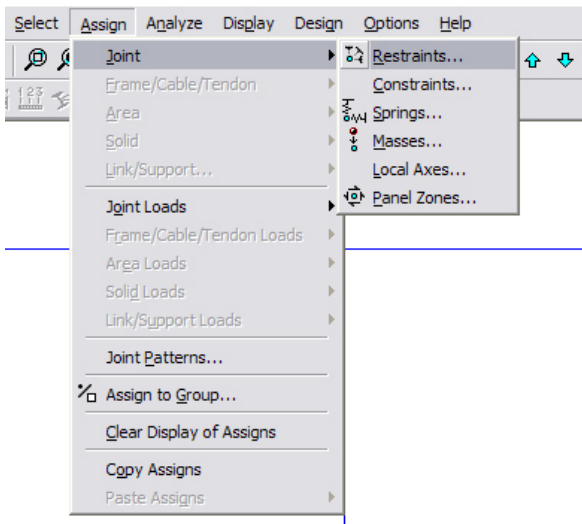 Select Assign Analyze Display Design Options Help
Joint
Frame/Cable/Tendon
Area
Solid
Link/Support...
Joint Loads
Frame/Cable/Tendon Loads
Area Loads
Solid Loads
Link/Support Loads
Joint Patterns...
Assign to Group...
Clear Display of Assigns
Copy Assigns
Paste Assigns
Restraints...
Constraints...
Springs...
Masses...
Local Axes...
Panel Zones...
123